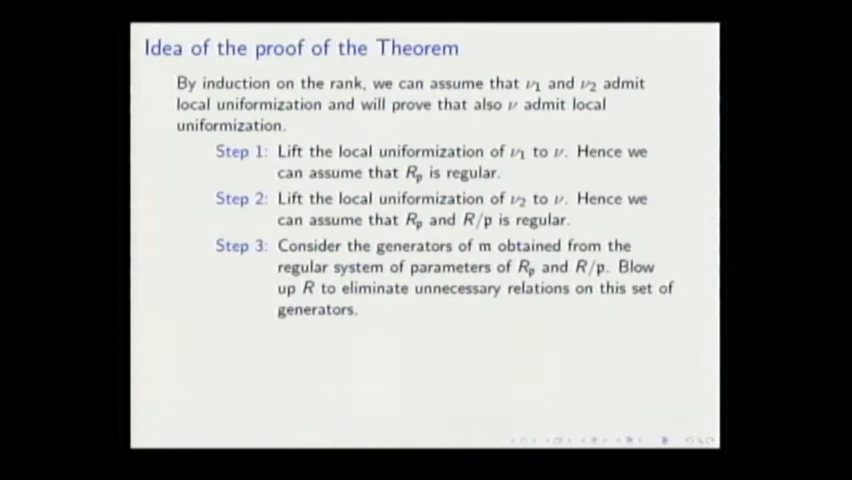 Idea of the proof of the Theorem
By induction on the rank, we can assume that ν₁ and ν₂ admit
local uniformization and will prove that also ν admit local
uniformization.
Step 1: Lift the local uniformization of ν₁ to ν. Hence we
can assume that R𝔭 is regular.
Step 2: Lift the local uniformization of ν₂ to ν. Hence we
can assume that R𝔭 and R/𝔭 is regular.
Step 3: Consider the generators of 𝔪 obtained from the
regular system of parameters of R𝔭 and R/𝔭. Blow
up R to eliminate unnecessary relations on this set of
generators.